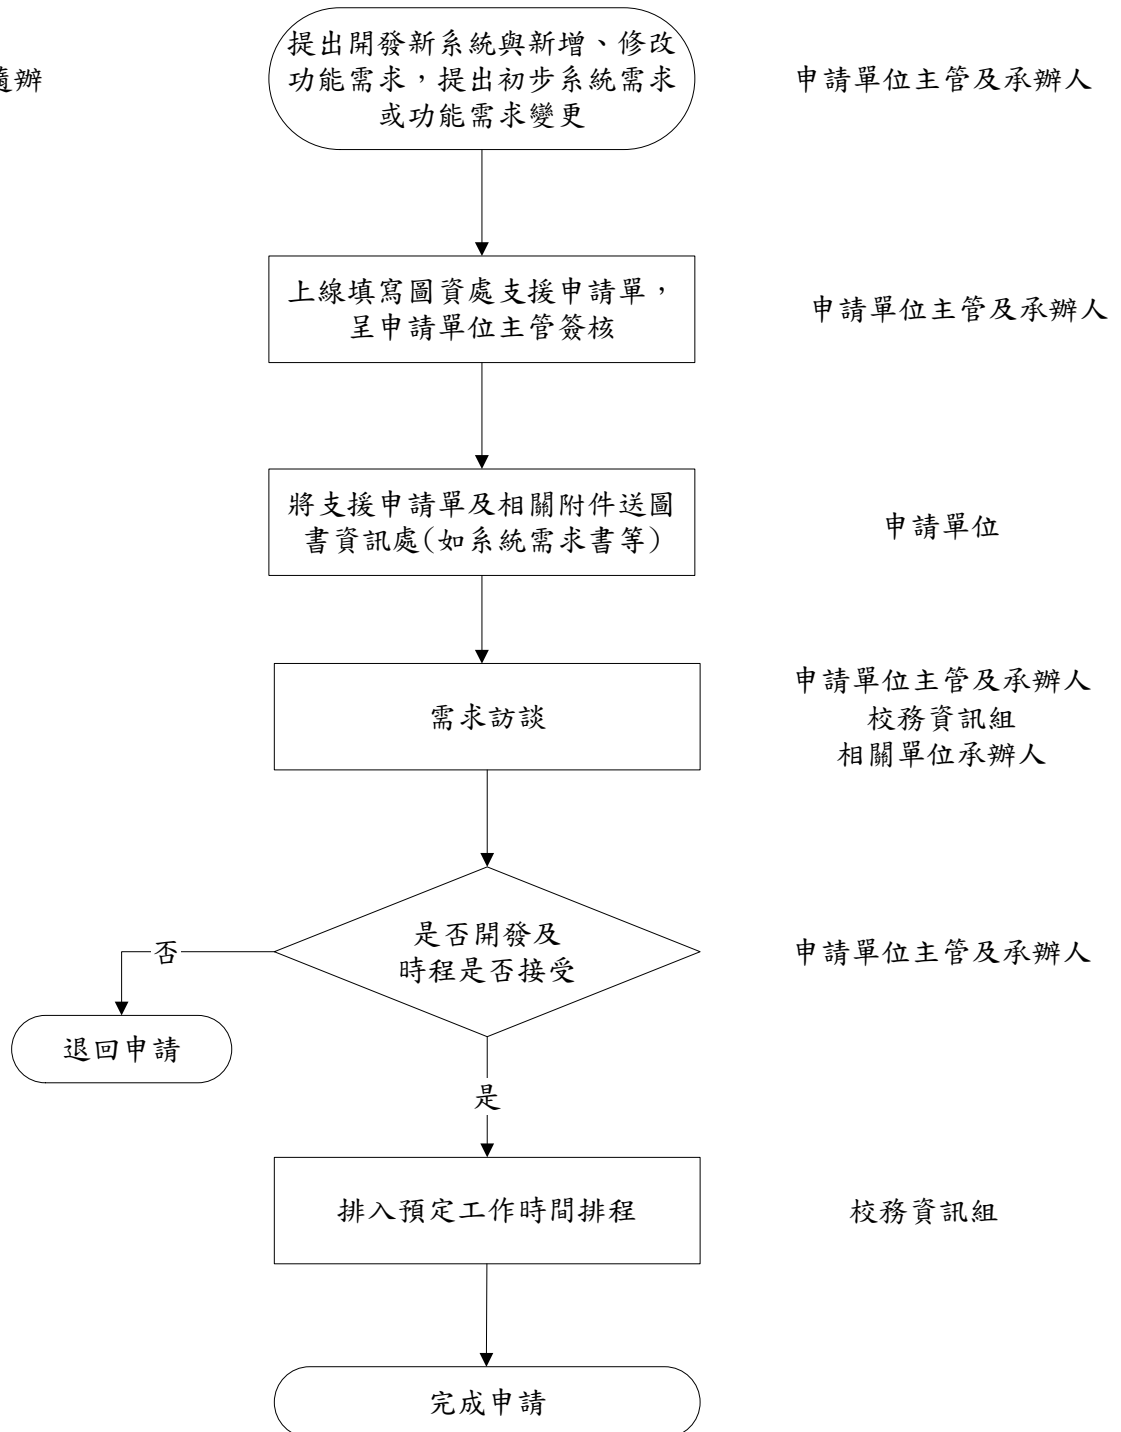 隨辦
提出開發新系統與新增、修改
功能需求，提出初步系統需求
或功能需求變更
申請單位主管及承辦人
上線填寫圖資處支援申請單，
呈申請單位主管簽核
申請單位主管及承辦人
將支援申請單及相關附件送圖
書資訊處(如系統需求書等)
申請單位
需求訪談
申請單位主管及承辦人
校務資訊組
相關單位承辦人
是否開發及
時程是否接受
申請單位主管及承辦人
否
退回申請
是
排入預定工作時間排程
校務資訊組
完成申請